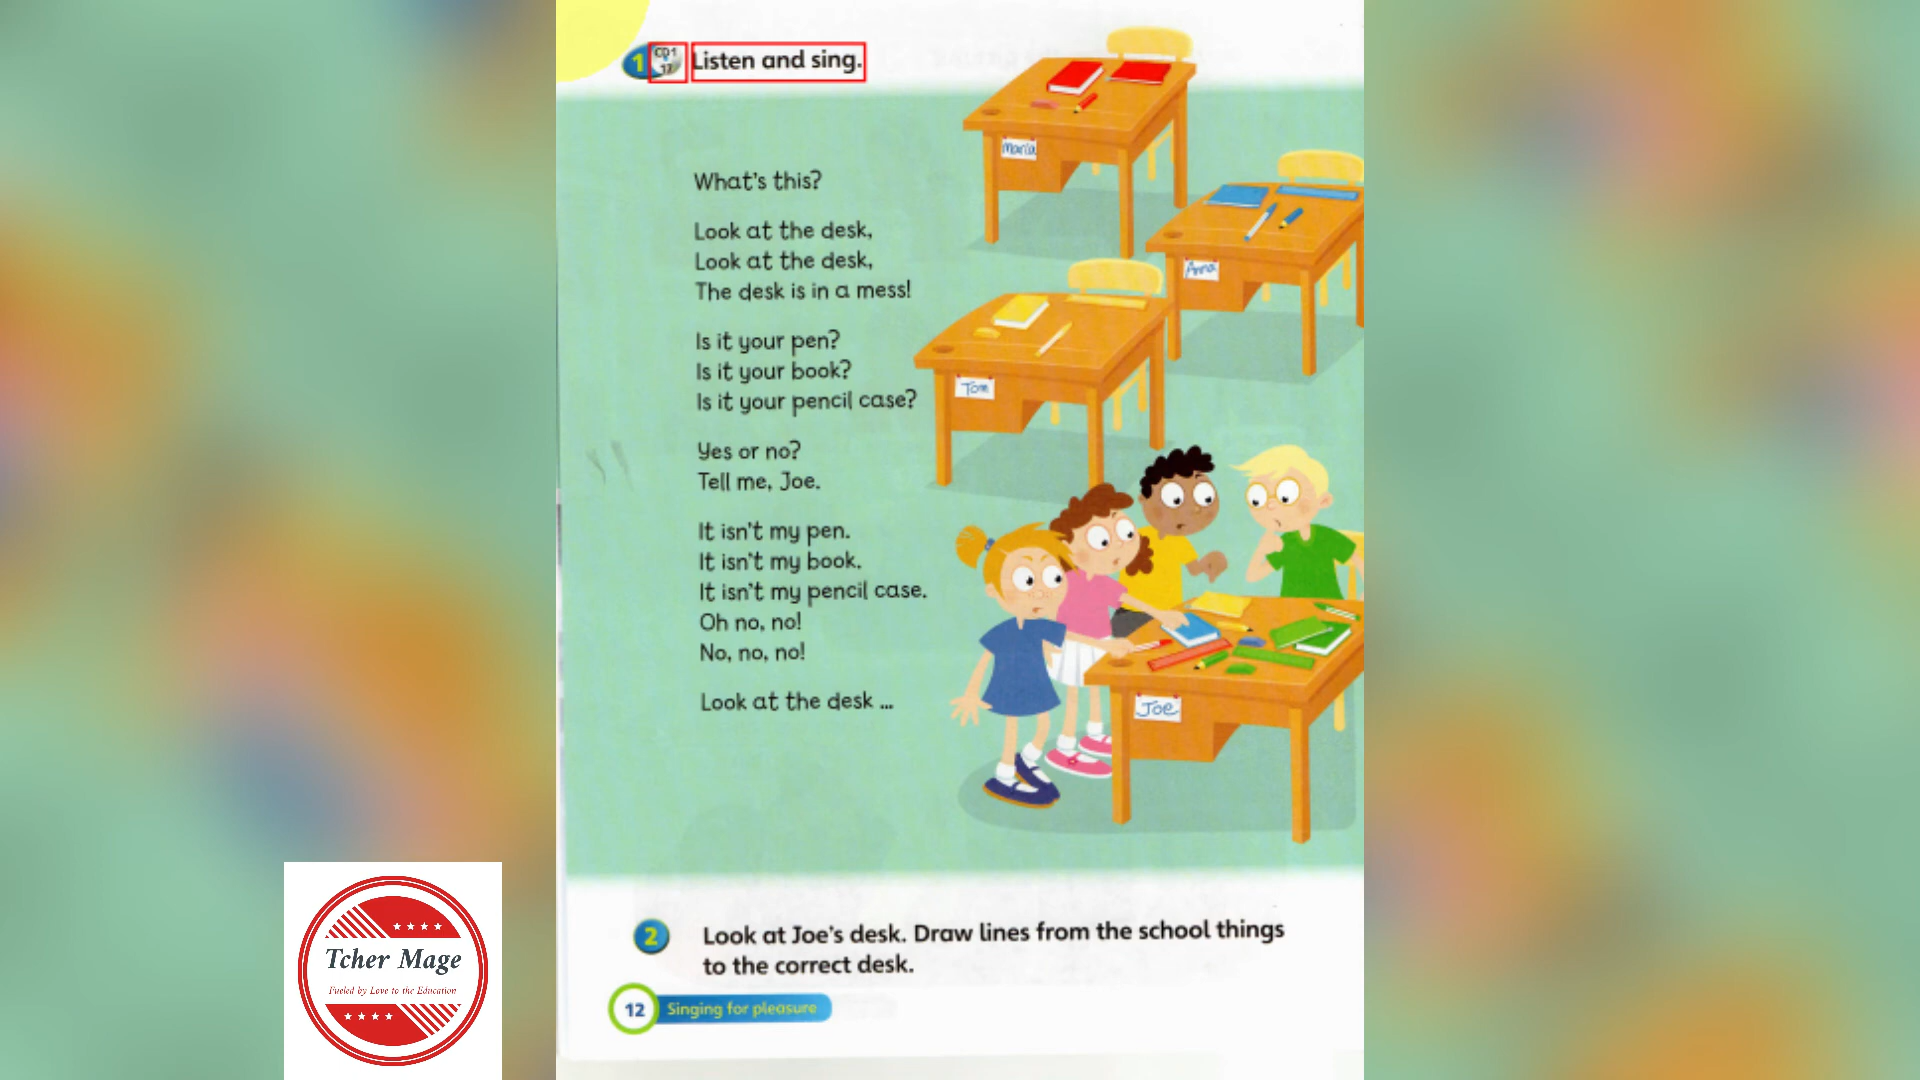 1 CD1 17 Listen and sing.
What's this?
Look at the desk,
Look at the desk,
The desk is in a mess!
Is it your pen?
Is it your book?
Is it your pencil case?
Yes or no?
Tell me, Joe.
It isn't my pen.
It isn't my book.
It isn't my pencil case.
Oh no, no!
No, no, no!
Look at the desk ...
Maria
Anna
Tom
Joe
2 Look at Joe's desk. Draw lines from the school things
to the correct desk.
12 Singing for pleasure
Tcher Mage
Fueled by Love to the Education